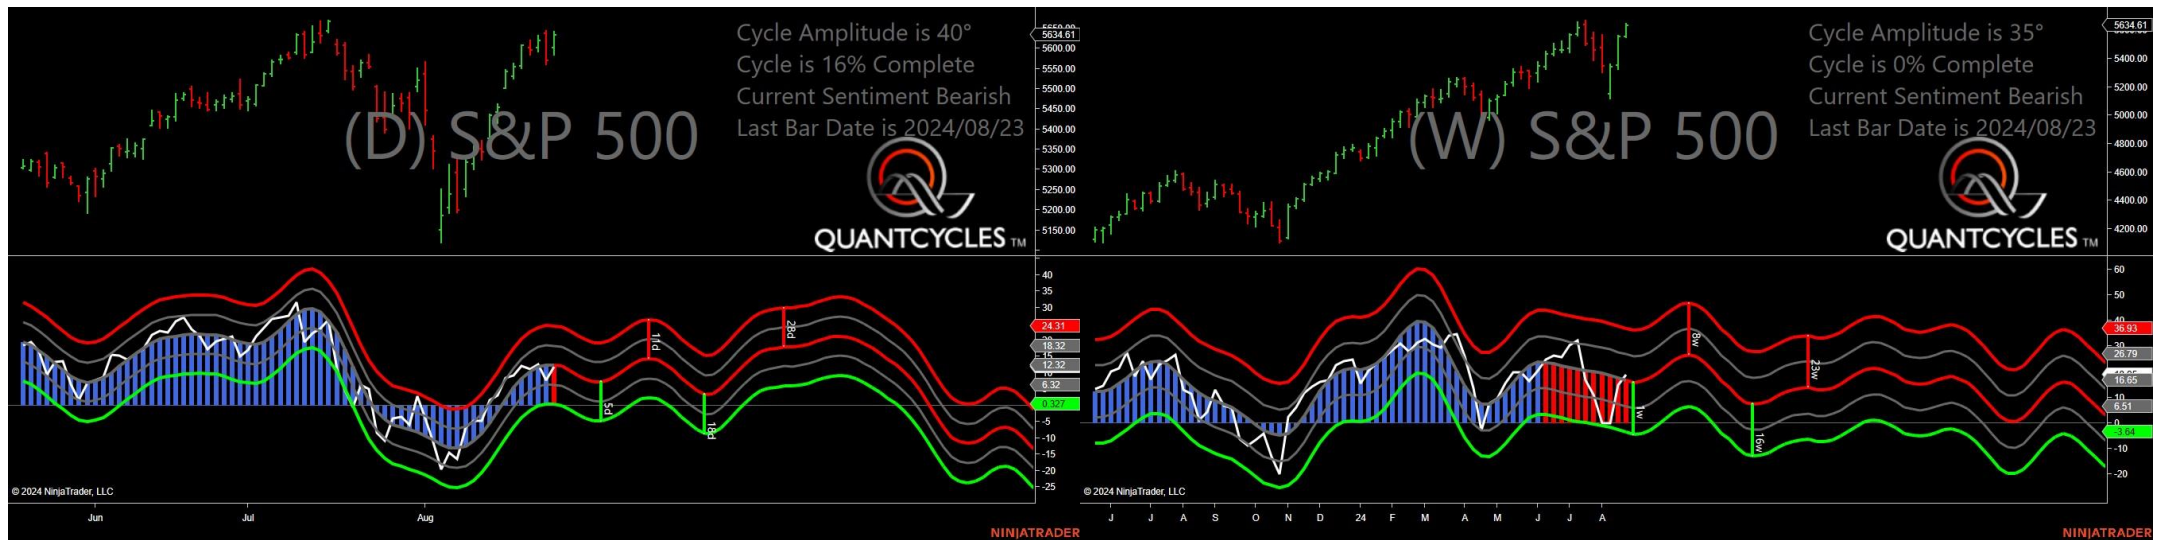 Cycle Amplitude is 40°
Cycle is 16% Complete
Current Sentiment Bearish
Last Bar Date is 2024/08/23
(D) S&P 500
QUANTCYCLES TM
5634.61
5600.00
5550.00
5500.00
5450.00
5400.00
5350.00
5300.00
5250.00
5200.00
5150.00
40
35
30
24.31
18.32
15
12.32
6.32
0.327
-5
-10
-15
-20
-25
5d
11d
18d
28d
© 2024 NinjaTrader, LLC
Jun Jul Aug
NINJATRADER
Cycle Amplitude is 35°
Cycle is 0% Complete
Current Sentiment Bearish
Last Bar Date is 2024/08/23
(W) S&P 500
QUANTCYCLES TM
5634.61
5400.00
5200.00
5000.00
4800.00
4600.00
4400.00
4200.00
60
50
40
36.93
30
26.79
16.65
10
6.51
0
-3.64
-10
-20
1w
8w
16w
23w
© 2024 NinjaTrader, LLC
J J A S O N D 24 F M A M J J A
NINJATRADER